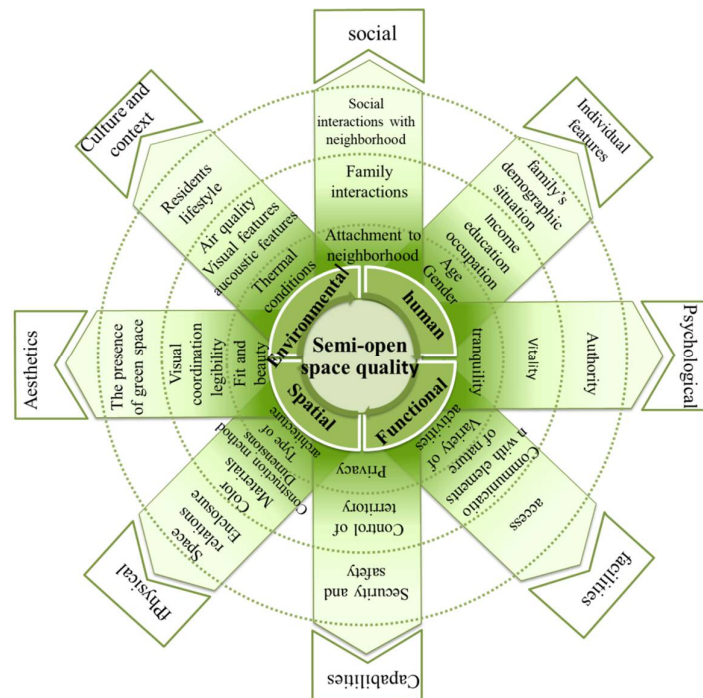 social
Social
interactions with
neighborhood
Family
interactions
Attachment to
neighborhood
Individual
features
family's
demographic
situation
income
education
occupation
Age
Gender
Psychological
Authority
Vitality
tranquility
facilities
access
Communicatio
n with elements
of nature
Variety of
activities
Capabilities
Security and
safety
Control of
territory
Privacy
fPhysical
Space
relations
Enclosure
Color
Materials
Construction method
Dimensions
Type of
architecture
Aesthetics
The presence
of green space
Visual
coordination
legibility
Fit and
beauty
Culture and
context
Residents
lifestyle
Air quality
Visual features
aucoustic features
Thermal
conditions
Environmental
human
Functional
Spatial
Semi-open
space quality